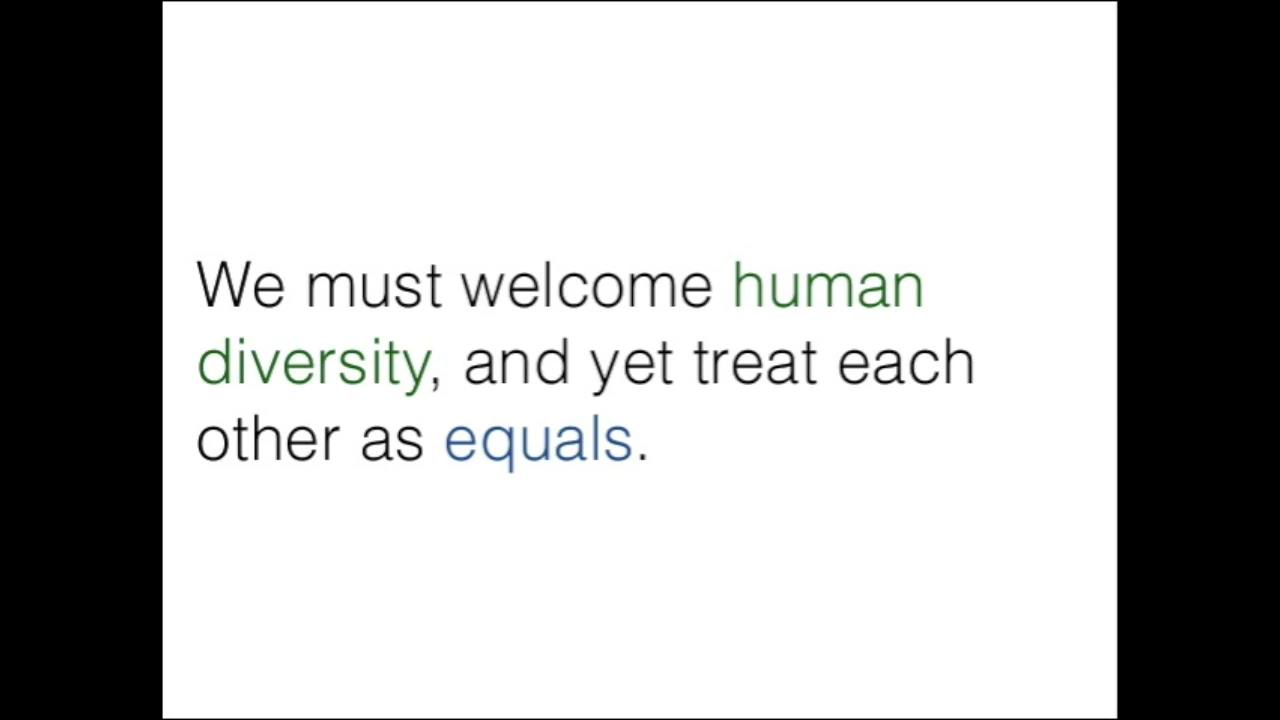 We must welcome human
diversity, and yet treat each
other as equals.